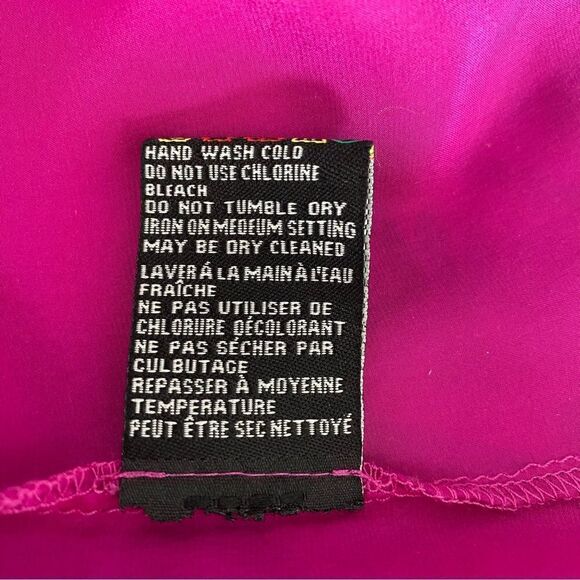 HAND WASH COLD
DO NOT USE CHLORINE
BLEACH
DO NOT TUMBLE DRY
IRON ON MEDEUM SETTING
MAY BE DRY CLEANED
LAVER Á LA MAIN À L'EAU
FRAÎCHE
NE PAS UTILISER DE
CHLORURE DÉCOLORANT
NE PAS SÉCHER PAR
CULBUTAGE
REPASSER À MOYENNE
TEMPERATURE
PEUT ÊTRE SEC NETTOYÉ